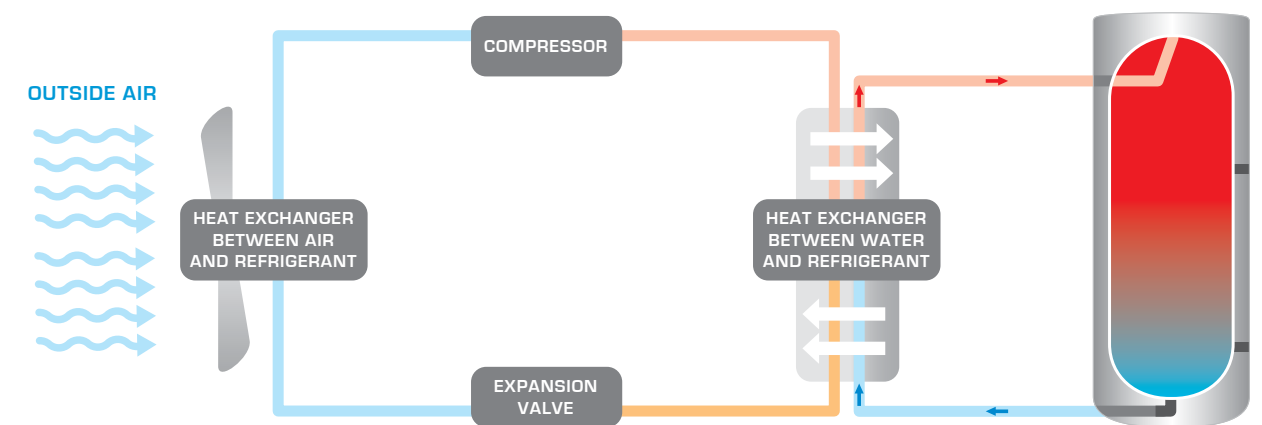 COMPRESSOR
OUTSIDE AIR
HEAT EXCHANGER
BETWEEN AIR
AND REFRIGERANT
HEAT EXCHANGER
BETWEEN WATER
AND REFRIGERANT
EXPANSION
VALVE